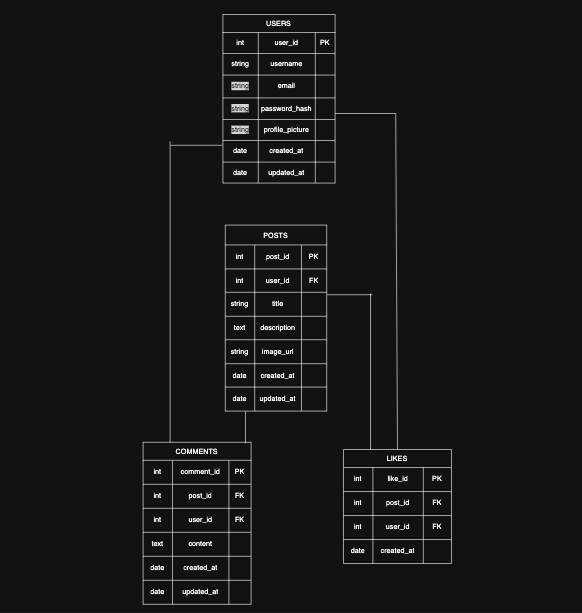 USERS
int user_id PK
string username
string email
string password_hash
string profile_picture
date created_at
date updated_at
POSTS
int post_id PK
int user_id FK
string title
text description
string image_url
date created_at
date updated_at
COMMENTS
int comment_id PK
int post_id FK
int user_id FK
text content
date created_at
date updated_at
LIKES
int like_id PK
int post_id FK
int user_id FK
date created_at